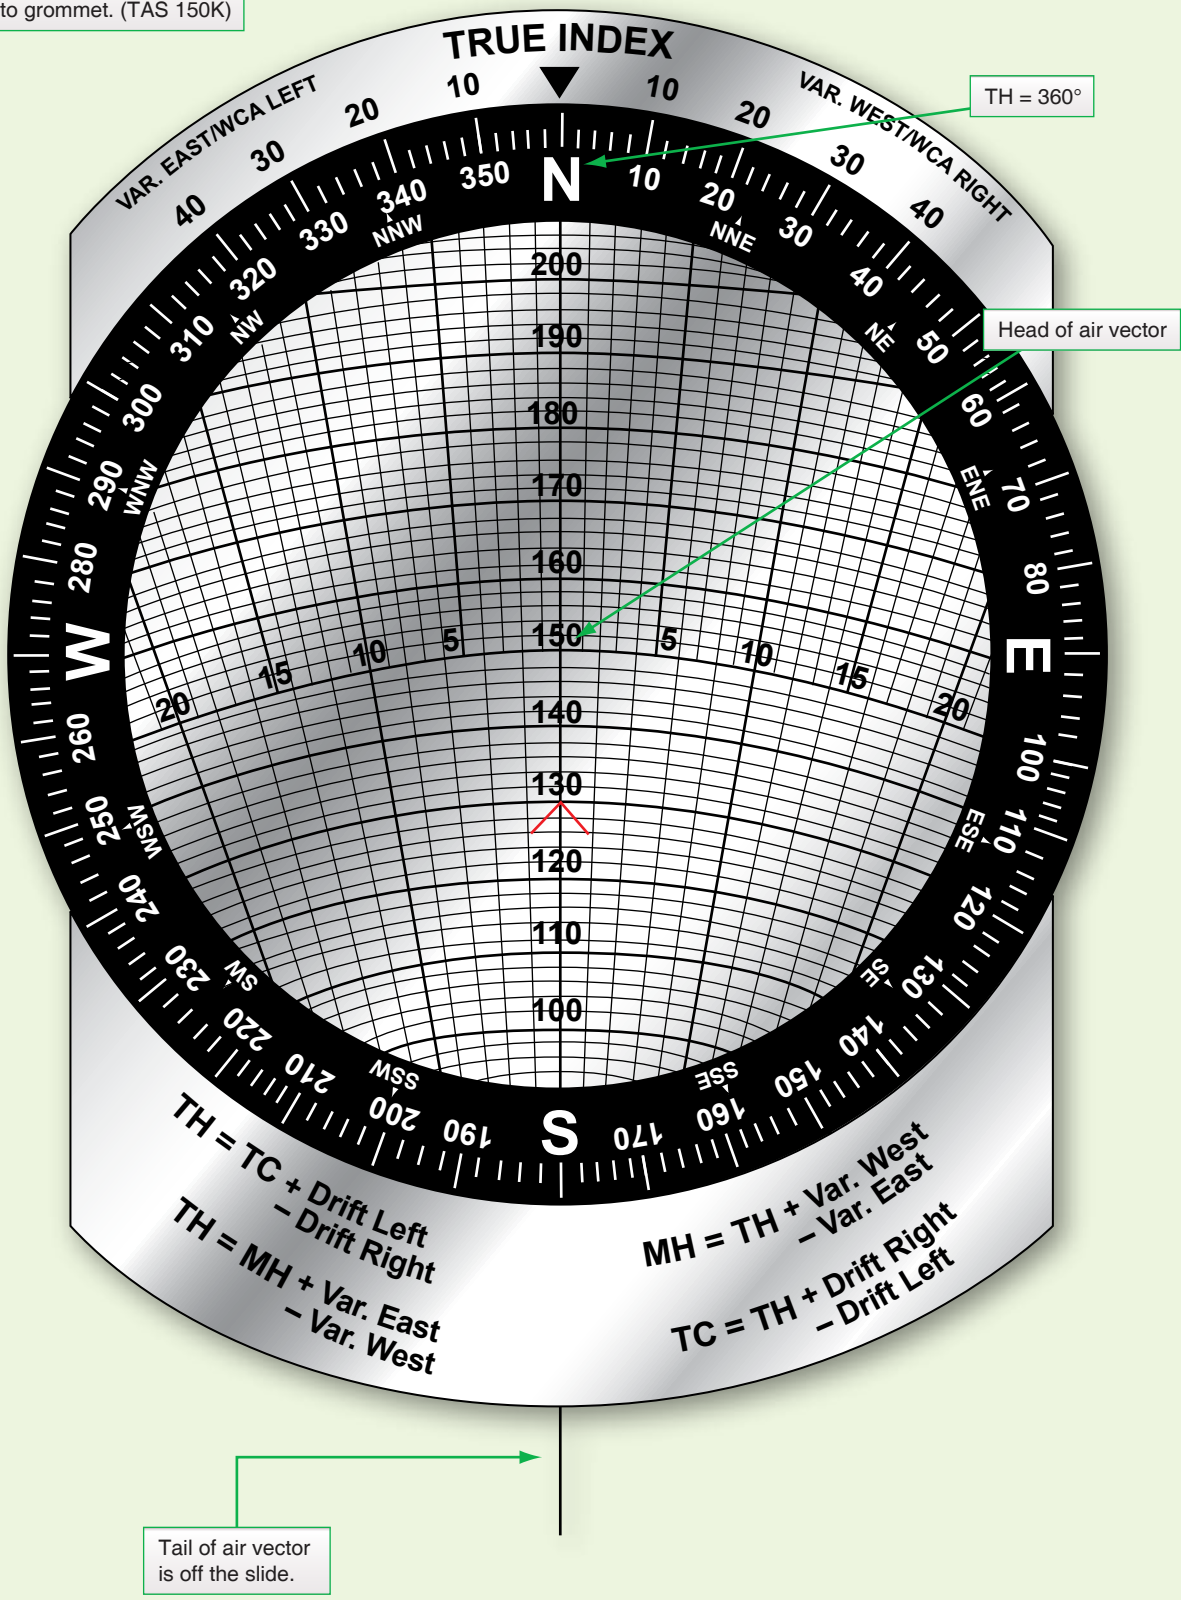 to grommet. (TAS 150K)
TRUE INDEX
VAR. EAST/WCA LEFT
VAR. WEST/WCA RIGHT
40 30 20 10 10 20 30 40
TH = 360°
Head of air vector
N 10 20 30 40 50 60 70 80
E 100 110 120 130 140 150 160 170
S 190 200 210 220 230 240 250 260
W 280 290 300 310 320 330 340 350
NNE NE ENE ESE SE SSE SSW SW WSW WNW NW NNW
200
190
180
170
160
150
20 15 10 5 5 10 15 20
140
130
120
110
100
TH = TC + Drift Left
– Drift Right
TH = MH + Var. East
– Var. West
MH = TH + Var. West
– Var. East
TC = TH + Drift Right
– Drift Left
Tail of air vector
is off the slide.